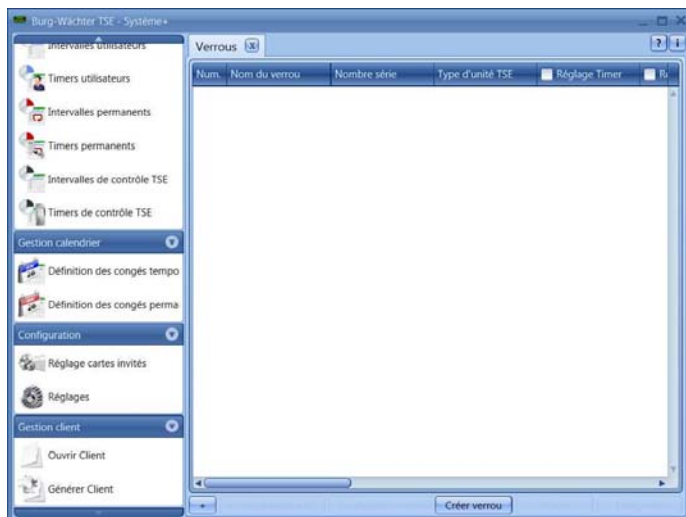 Burg-Wächter TSE - Système+
Intervalles utilisateurs
Timers utilisateurs
Intervalles permanents
Timers permanents
Intervalles de contrôle TSE
Timers de contrôle TSE
Gestion calendrier
Définition des congés tempo
Définition des congés perma
Configuration
Réglage cartes invités
Réglages
Gestion client
Ouvrir Client
Générer Client
Verrous x
? i
Num. Nom du verrou Nombre série Type d'unité TSE Réglage Timer
+ Créer verrou